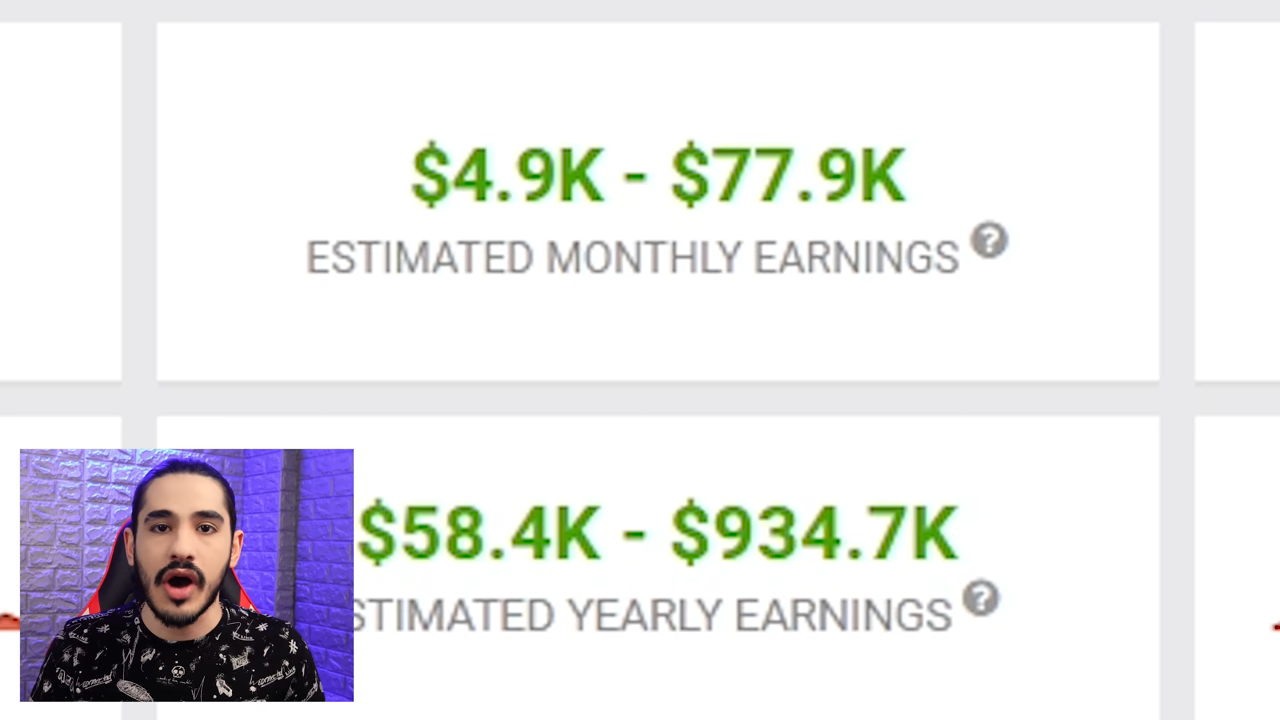 $4.9K - $77.9K
ESTIMATED MONTHLY EARNINGS ?
$58.4K - $934.7K
STIMATED YEARLY EARNINGS ?